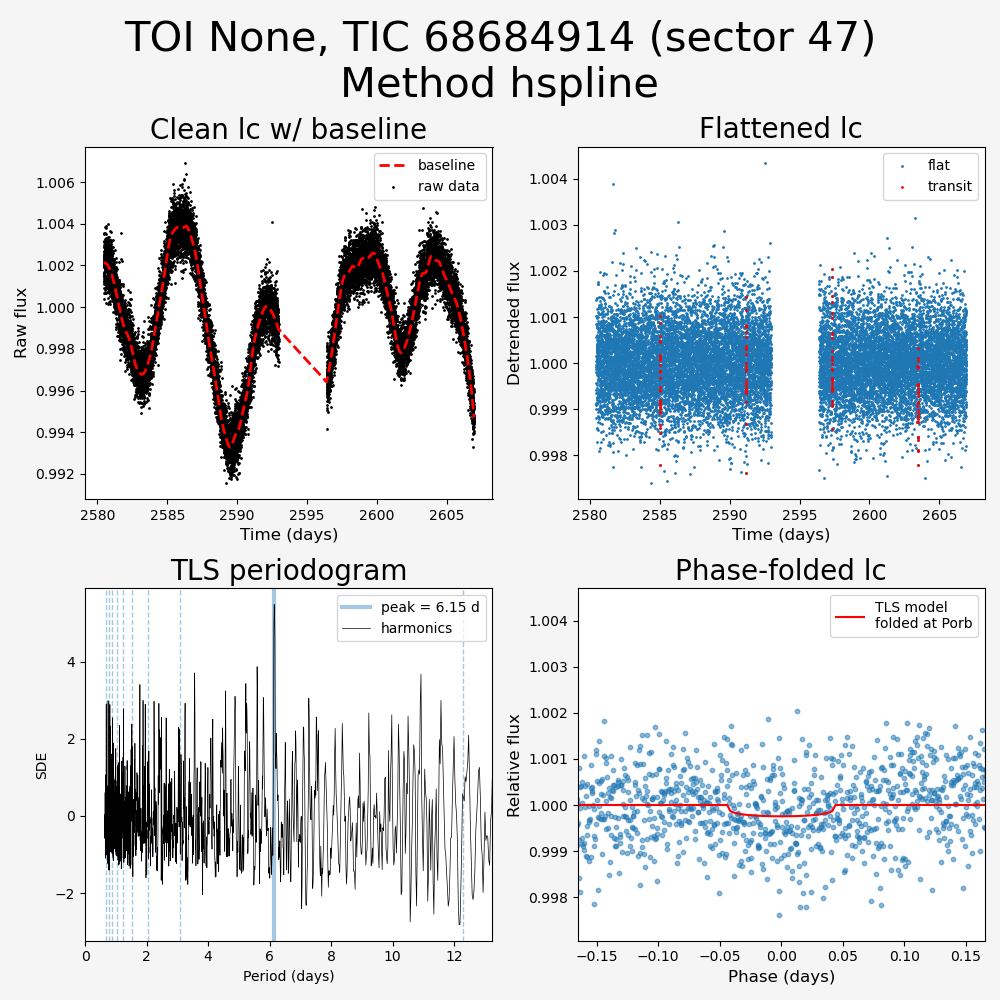 TOI None, TIC 68684914 (sector 47)
Method hspline
Clean lc w/ baseline
Flattened lc
baseline
raw data
flat
transit
1.006
1.004
1.002
1.000
0.998
0.996
0.994
0.992
Raw flux
2580
2585
2590
2595
2600
2605
Time (days)
1.004
1.003
1.002
1.001
1.000
0.999
0.998
Detrended flux
2580
2585
2590
2595
2600
2605
Time (days)
TLS periodogram
Phase-folded lc
peak = 6.15 d
harmonics
TLS model
folded at Porb
4
2
0
−2
SDE
0
2
4
6
8
10
12
Period (days)
1.004
1.003
1.002
1.001
1.000
0.999
0.998
Relative flux
−0.15
−0.10
−0.05
0.00
0.05
0.10
0.15
Phase (days)